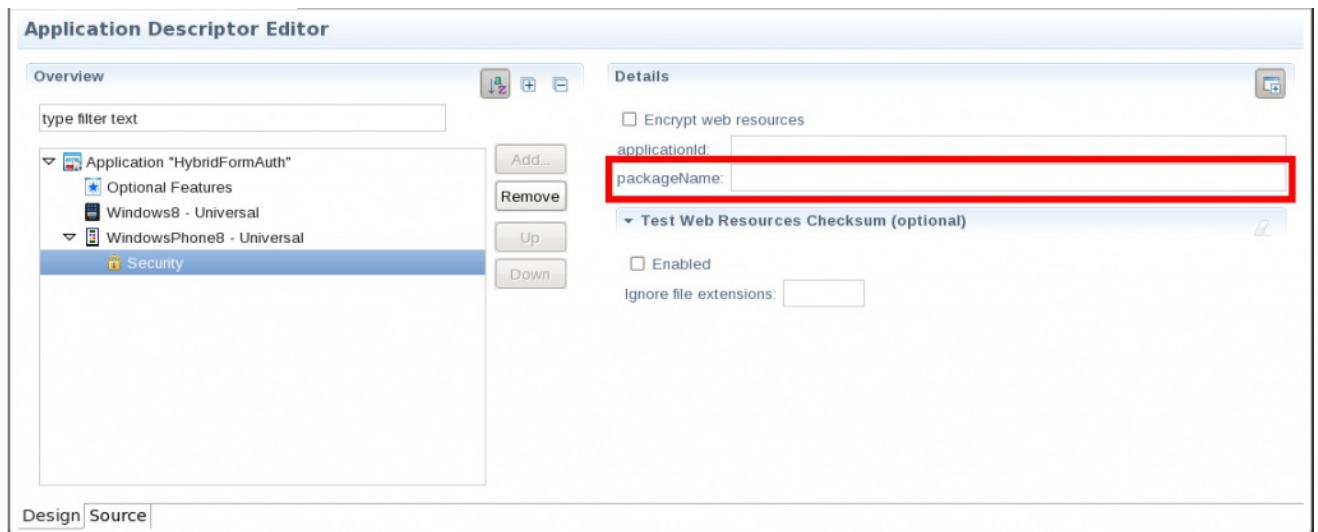 Application Descriptor Editor
Overview
type filter text
Application "HybridFormAuth"
Optional Features
Windows8 - Universal
WindowsPhone8 - Universal
Security
Add...
Remove
Up
Down
Details
Encrypt web resources
applicationId:
packageName:
Test Web Resources Checksum (optional)
Enabled
Ignore file extensions:
Design Source